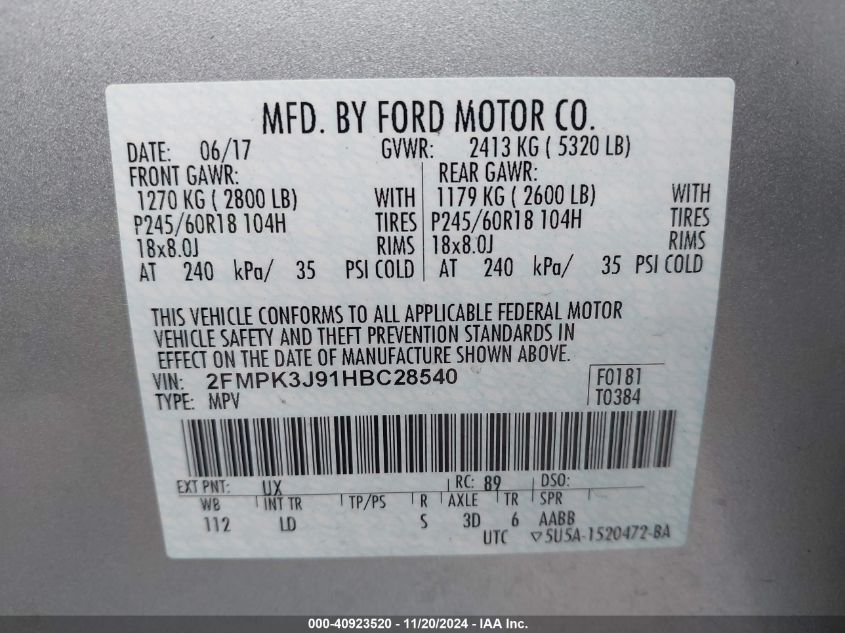 MFD. BY FORD MOTOR CO.
DATE: 06/17 GVWR: 2413 KG ( 5320 LB)
FRONT GAWR: REAR GAWR:
1270 KG ( 2800 LB) WITH 1179 KG ( 2600 LB) WITH
P245/60R18 104H TIRES P245/60R18 104H TIRES
18x8.0J RIMS 18x8.0J RIMS
AT 240 kPa/ 35 PSI COLD AT 240 kPa/ 35 PSI COLD
THIS VEHICLE CONFORMS TO ALL APPLICABLE FEDERAL MOTOR
VEHICLE SAFETY AND THEFT PREVENTION STANDARDS IN
EFFECT ON THE DATE OF MANUFACTURE SHOWN ABOVE.
VIN: 2FMPK3J91HBC28540 F0181
TYPE: MPV T0384
EXT PNT: UX RC: 89 DSO:
WB INT TR TP/PS R AXLE TR SPR
112 LD S 3D 6 AABB
UTC ▽5U5A-1520472-BA
000-40923520 - 11/20/2024 - IAAI Inc.